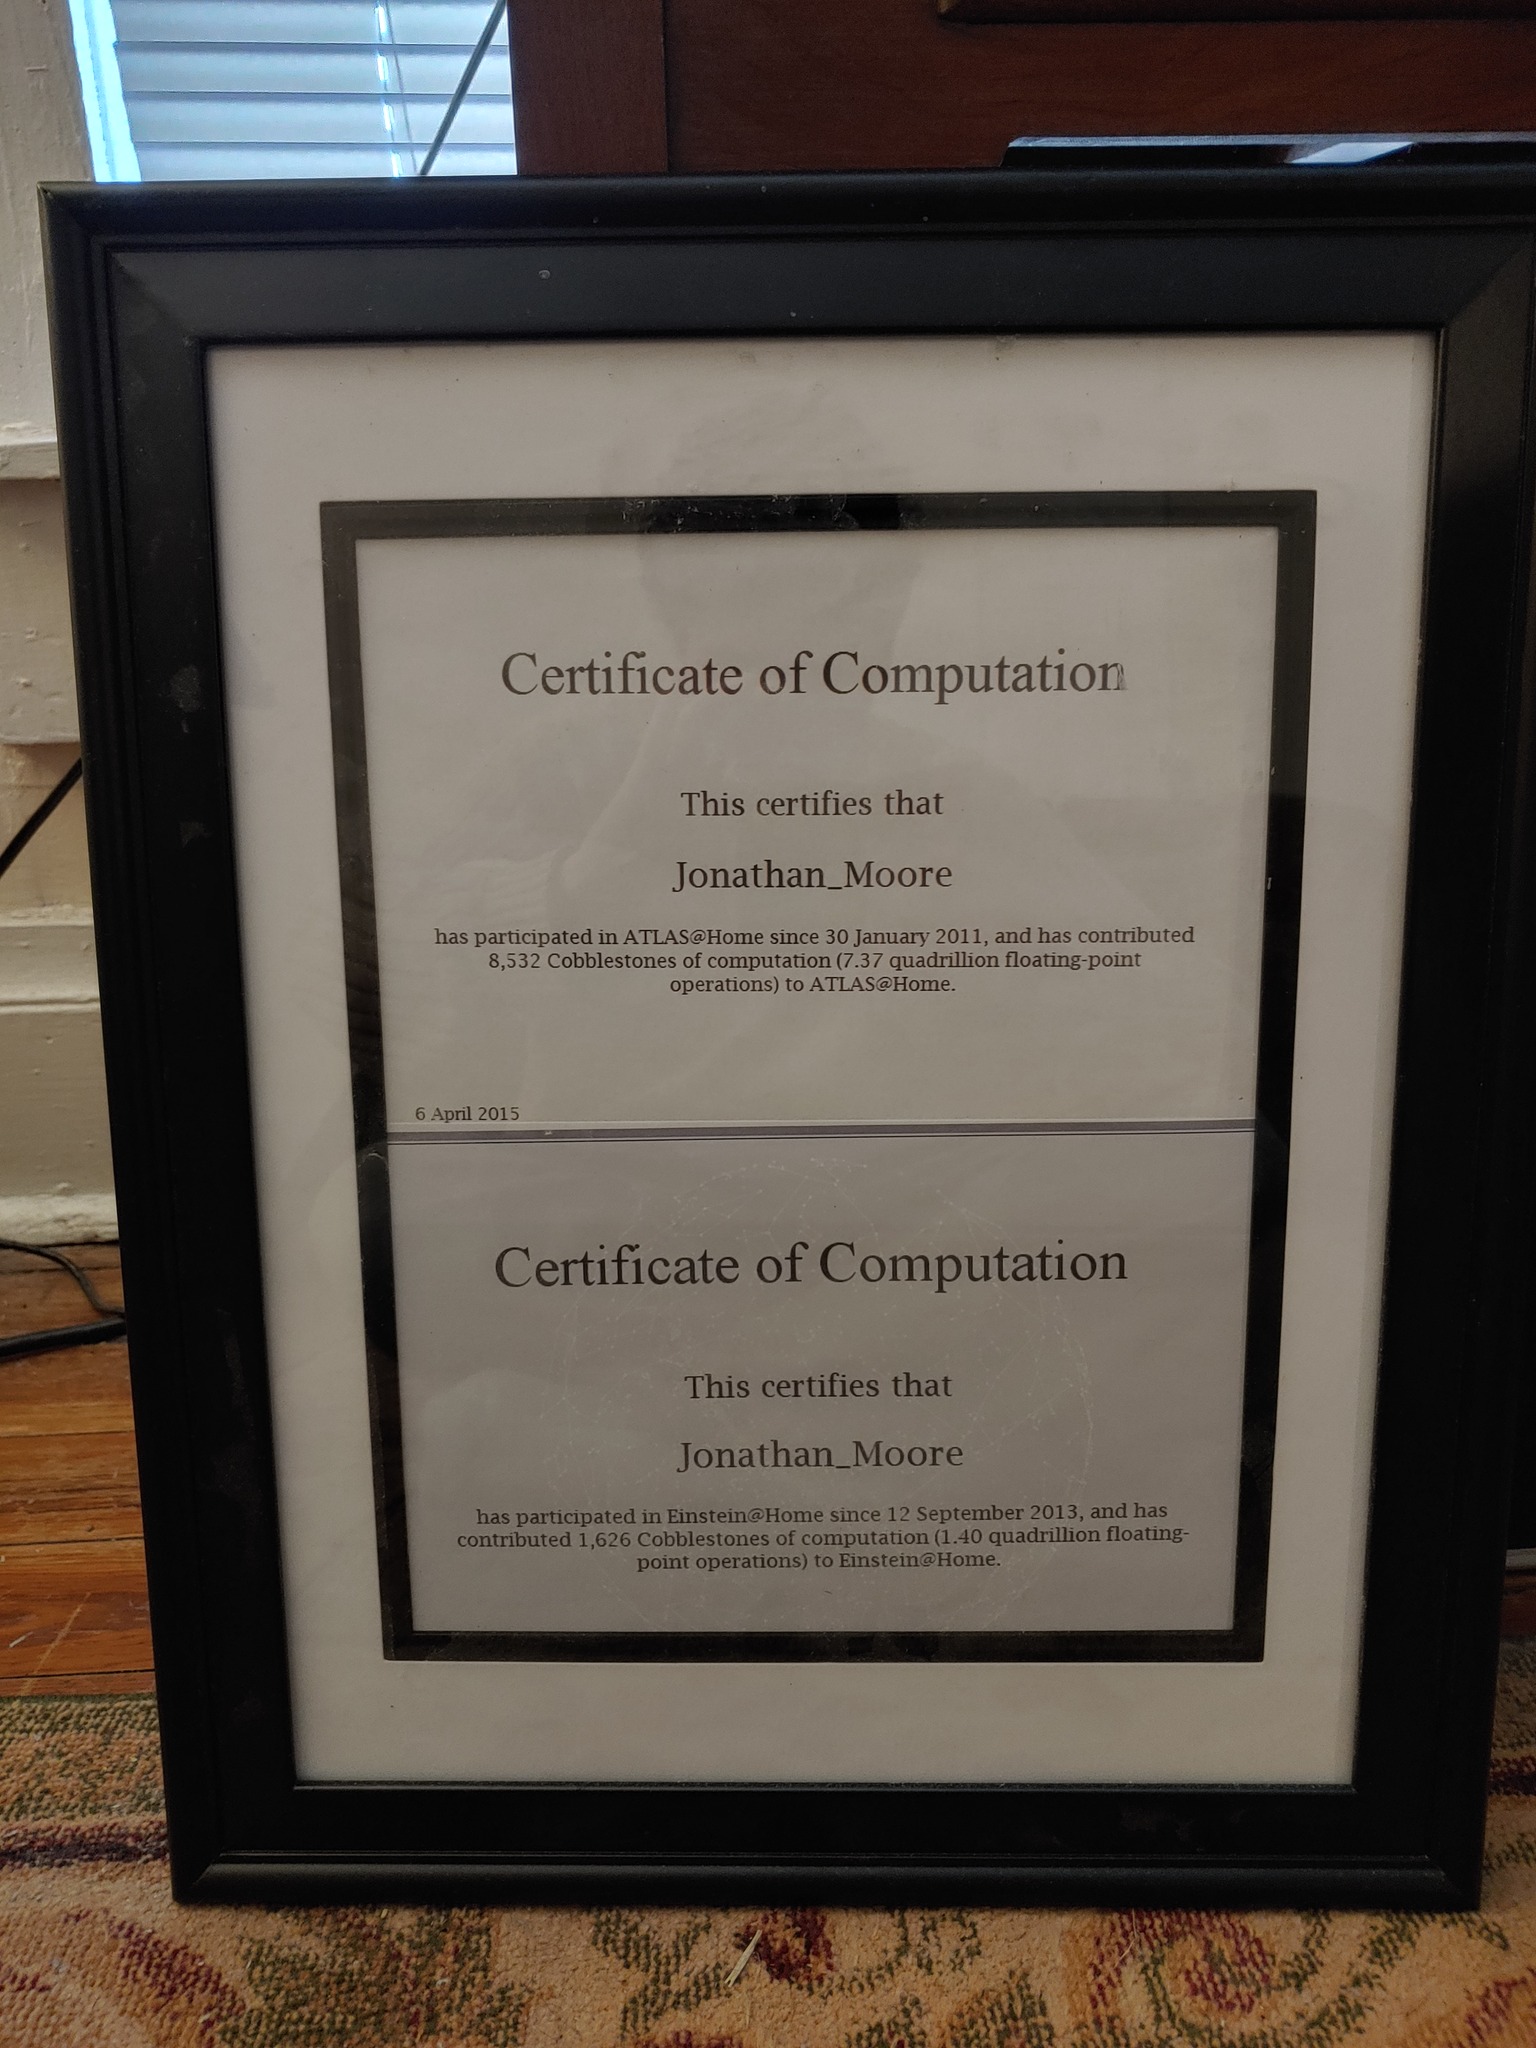 Certificate of Computation
This certifies that
Jonathan_Moore
has participated in ATLAS@Home since 30 January 2011, and has contributed
8,532 Cobblestones of computation (7.37 quadrillion floating-point
operations) to ATLAS@Home.
6 April 2015
Certificate of Computation
This certifies that
Jonathan_Moore
has participated in Einstein@Home since 12 September 2013, and has
contributed 1,626 Cobblestones of computation (1.40 quadrillion floating-
point operations) to Einstein@Home.